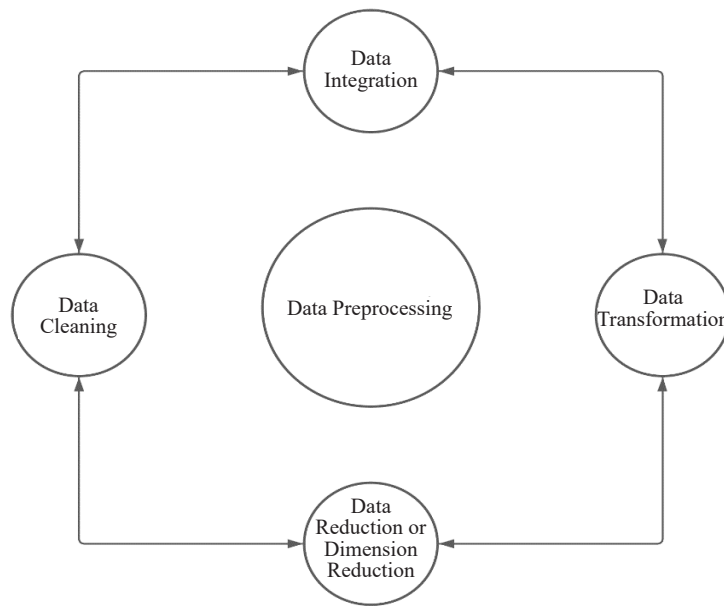 Data
Integration
Data
Cleaning
Data Preprocessing
Data
Transformation
Data
Reduction or
Dimension
Reduction